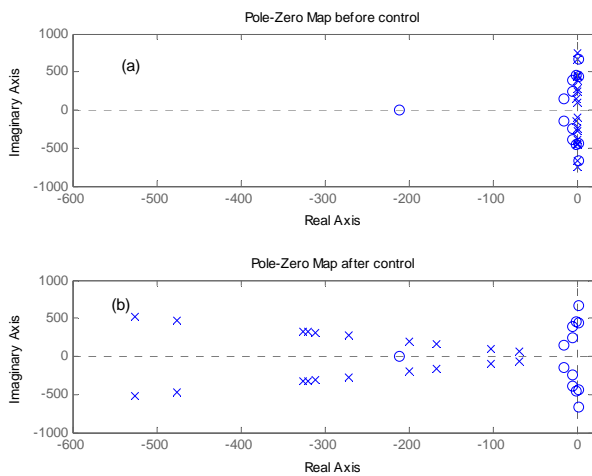 Pole-Zero Map before control
1000
(a)
500
0
-500
-1000
Imaginary Axis
-600 -500 -400 -300 -200 -100 0
Real Axis
Pole-Zero Map after control
1000
(b)
500
0
-500
-1000
Imaginary Axis
-600 -500 -400 -300 -200 -100 0
Real Axis